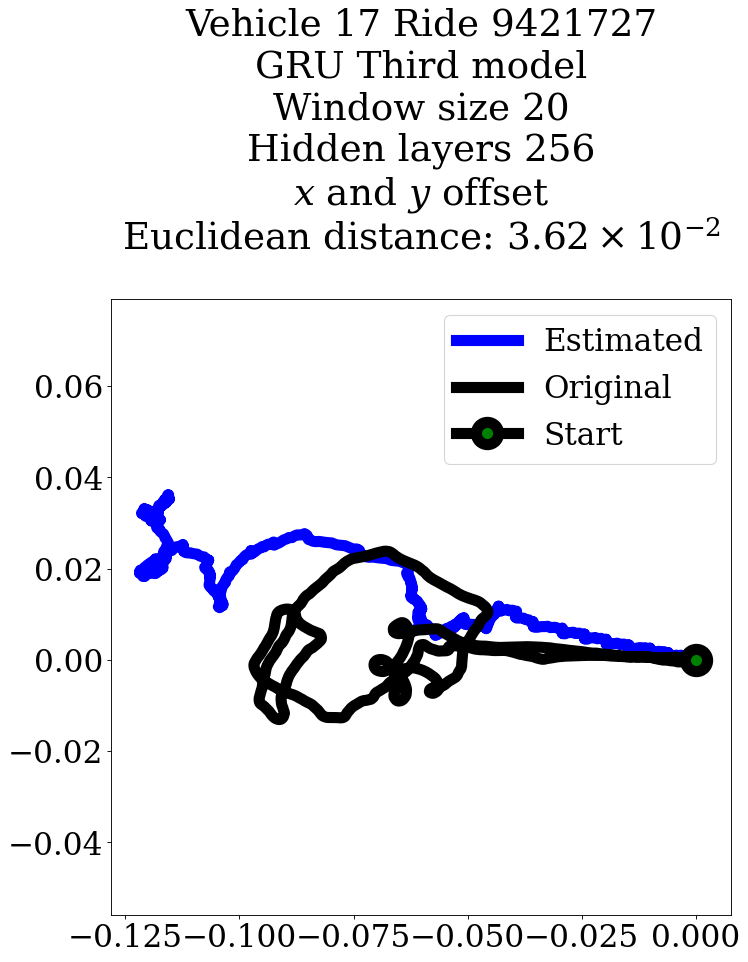 Vehicle 17 Ride 9421727
GRU Third model
Window size 20
Hidden layers 256
x and y offset
Euclidean distance: 3.62 × 10⁻²
Estimated
Original
Start
0.06
0.04
0.02
0.00
−0.02
−0.04
−0.125 −0.100 −0.075 −0.050 −0.025 0.000